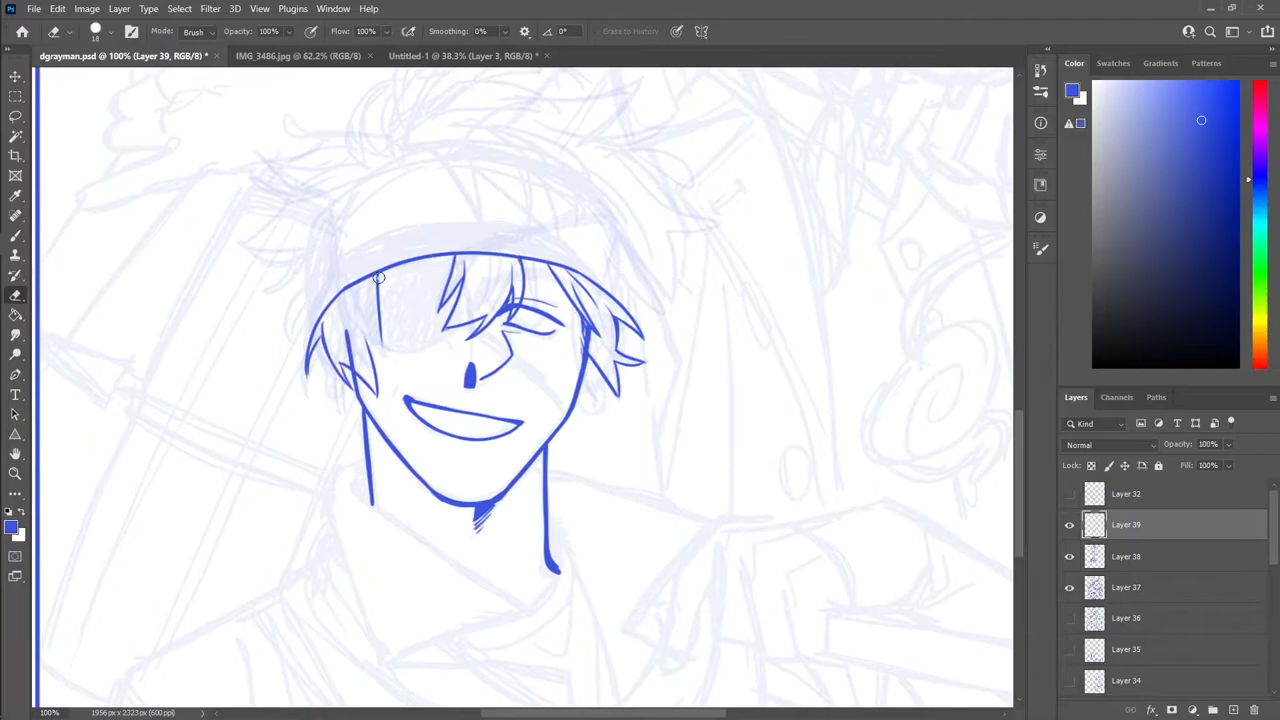 Ps File Edit Image Layer Type Select Filter 3D View Plugins Window Help
18 Mode: Brush Opacity: 100% Flow: 100% Smoothing: 0% 0° Erase to History
dgrayman.psd @ 100% (Layer 39, RGB/8) * × IMG_3486.jpg @ 62.2% (RGB/8) × Untitled-1 @ 38.3% (Layer 3, RGB/8) * ×
Color Swatches Gradients Patterns
Layers Channels Paths
Kind
Normal Opacity: 100%
Lock: Fill: 100%
Layer 32
Layer 39
Layer 38
Layer 37
Layer 36
Layer 35
Layer 34
100% 1956 px x 2323 px (600 ppi)